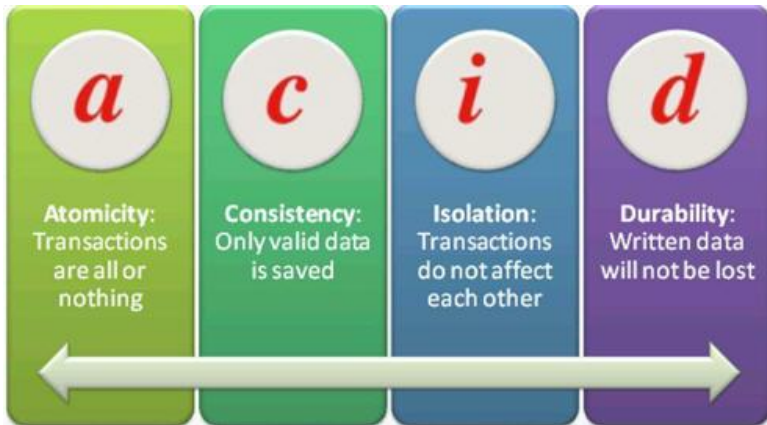 a
Atomicity:
Transactions
are all or
nothing
c
Consistency:
Only valid data
is saved
i
Isolation:
Transactions
do not affect
each other
d
Durability:
Written data
will not be lost